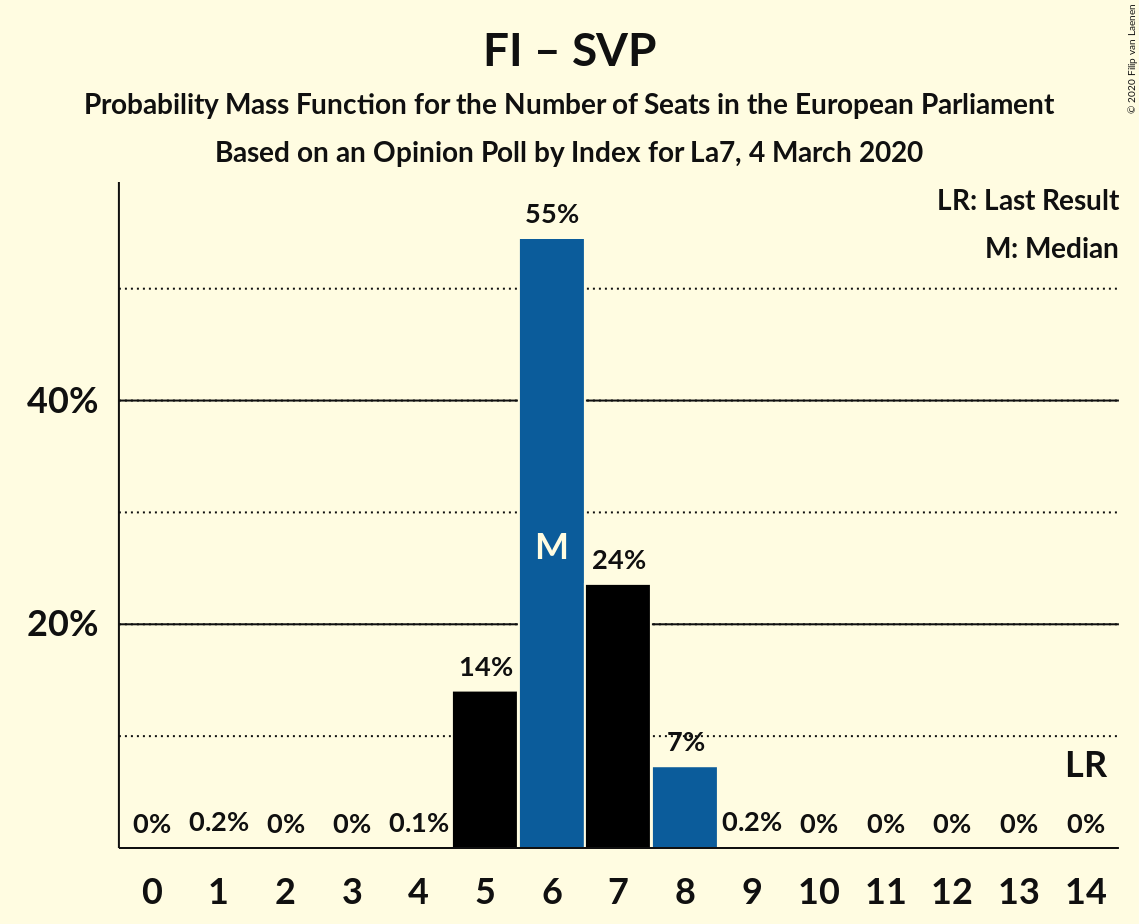 FI – SVP
Probability Mass Function for the Number of Seats in the European Parliament
Based on an Opinion Poll by Index for La7, 4 March 2020
© 2020 Filip van Laenen
LR: Last Result
M: Median
55%
40%
M
24%
20%
14%
7%
LR
0% 0.2% 0% 0% 0.1% 0.2% 0% 0% 0% 0% 0%
0 1 2 3 4 5 6 7 8 9 10 11 12 13 14